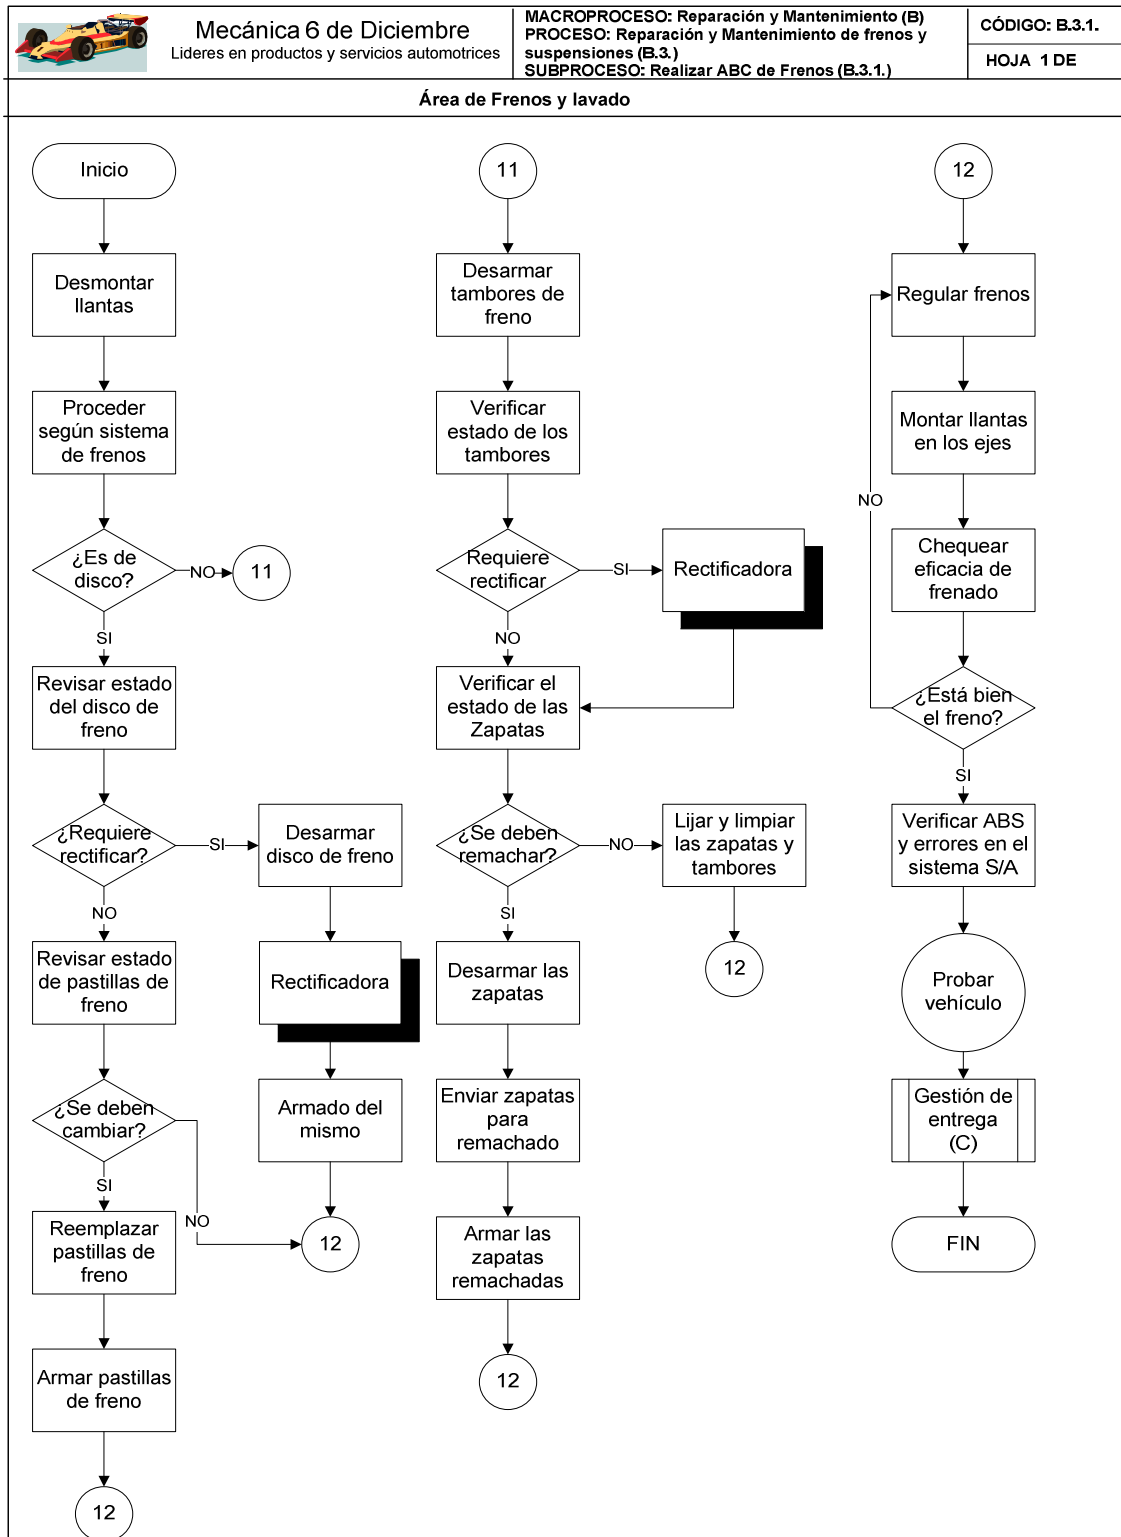 Mecánica 6 de Diciembre
Lideres en productos y servicios automotrices
MACROPROCESO: Reparación y Mantenimiento (B)
PROCESO: Reparación y Mantenimiento de frenos y
suspensiones (B.3.)
SUBPROCESO: Realizar ABC de Frenos (B.3.1.)
CÓDIGO: B.3.1.
HOJA 1 DE
Área de Frenos y lavado
Inicio
Desmontar
llantas
Proceder
según sistema
de frenos
¿Es de
disco?
NO
11
SI
Revisar estado
del disco de
freno
¿Requiere
rectificar?
SI
Desarmar
disco de freno
Rectificadora
Armado del
mismo
12
NO
Revisar estado
de pastillas de
freno
¿Se deben
cambiar?
NO
SI
Reemplazar
pastillas de
freno
Armar pastillas
de freno
12
11
Desarmar
tambores de
freno
Verificar
estado de los
tambores
Requiere
rectificar
SI
Rectificadora
NO
Verificar el
estado de las
Zapatas
¿Se deben
remachar?
NO
Lijar y limpiar
las zapatas y
tambores
12
SI
Desarmar las
zapatas
Enviar zapatas
para
remachado
Armar las
zapatas
remachadas
12
12
Regular frenos
Montar llantas
en los ejes
Chequear
eficacia de
frenado
¿Está bien
el freno?
NO
SI
Verificar ABS
y errores en el
sistema S/A
Probar
vehículo
Gestión de
entrega
(C)
FIN